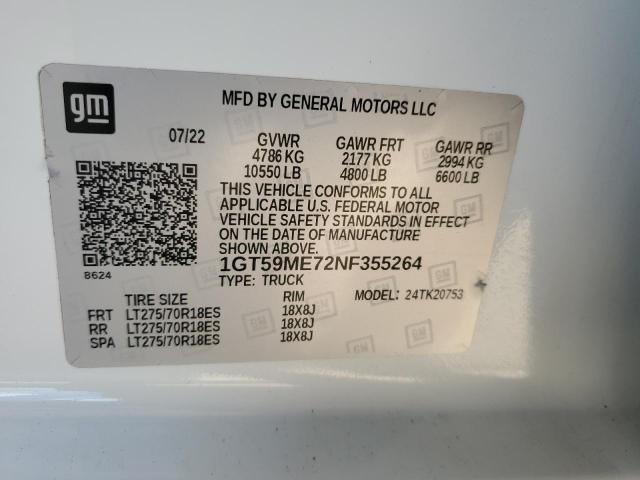 gm
MFD BY GENERAL MOTORS LLC
07/22 GVWR GAWR FRT GAWR RR
4786 KG 2177 KG 2994 KG
10550 LB 4800 LB 6600 LB
THIS VEHICLE CONFORMS TO ALL
APPLICABLE U.S. FEDERAL MOTOR
VEHICLE SAFETY STANDARDS IN EFFECT
ON THE DATE OF MANUFACTURE
SHOWN ABOVE.
8624
1GT59ME72NF355264
TYPE: TRUCK MODEL: 24TK20753
TIRE SIZE RIM
FRT LT275/70R18ES 18X8J
RR LT275/70R18ES 18X8J
SPA LT275/70R18ES 18X8J